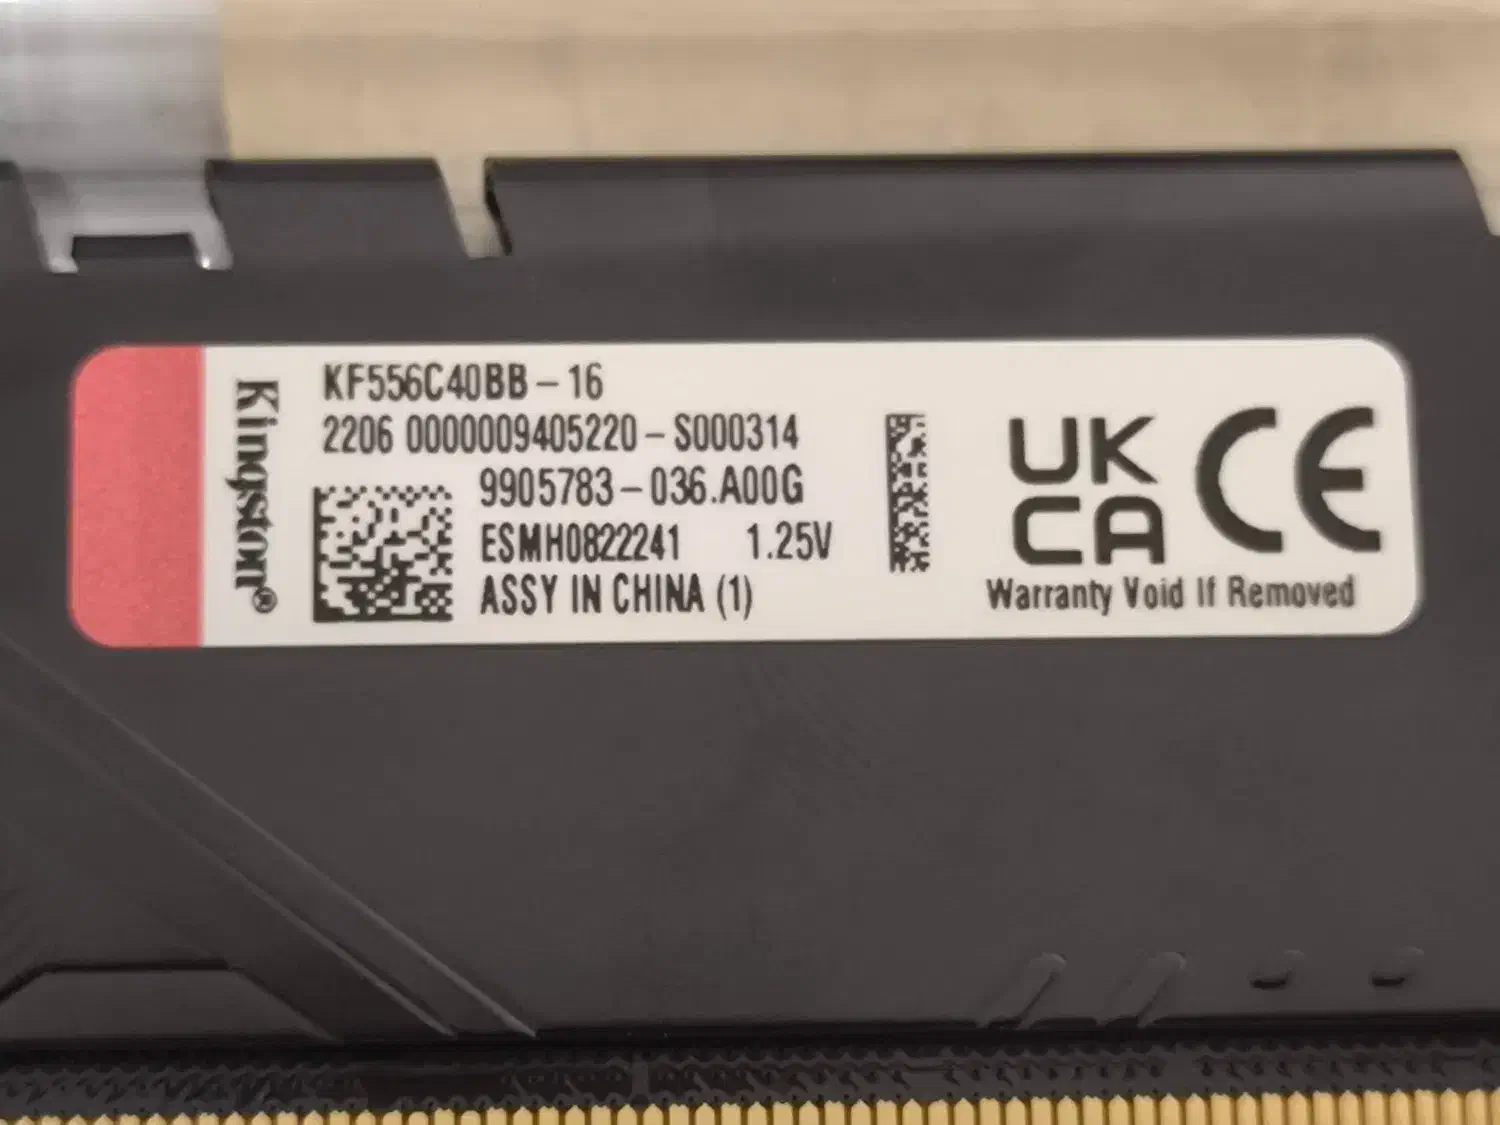 Kingston®
KF556C40BB-16
2206 0000009405220-S000314
9905783-036.A00G
ESMH0822241 1.25V
ASSY IN CHINA (1)
UK
CA CE
Warranty Void If Removed